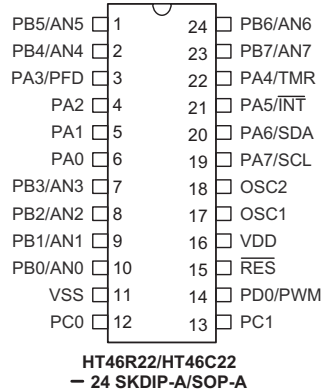 PB5/AN5 1 24 PB6/AN6
PB4/AN4 2 23 PB7/AN7
PA3/PFD 3 22 PA4/TMR
PA2 4 21 PA5/I̅N̅T̅
PA1 5 20 PA6/SDA
PA0 6 19 PA7/SCL
PB3/AN3 7 18 OSC2
PB2/AN2 8 17 OSC1
PB1/AN1 9 16 VDD
PB0/AN0 10 15 R̅E̅S̅
VSS 11 14 PD0/PWM
PC0 12 13 PC1
HT46R22/HT46C22
– 24 SKDIP-A/SOP-A